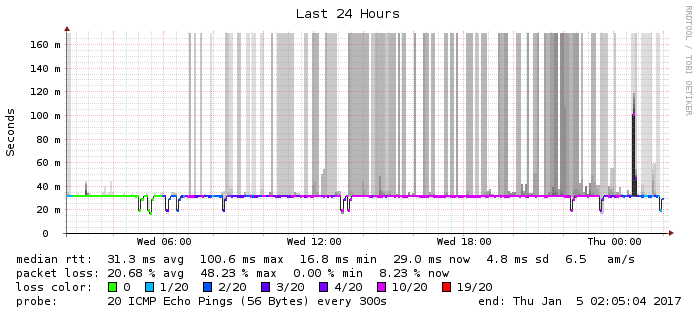 Last 24 Hours
RRDTOOL / TOBI OETIKER
Seconds
160 m
140 m
120 m
100 m
80 m
60 m
40 m
20 m
0
Wed 06:00 Wed 12:00 Wed 18:00 Thu 00:00
median rtt: 31.3 ms avg 100.6 ms max 16.8 ms min 29.0 ms now 4.8 ms sd 6.5 am/s
packet loss: 20.68 % avg 48.23 % max 0.00 % min 8.23 % now
loss color: 0 1/20 2/20 3/20 4/20 10/20 19/20
probe: 20 ICMP Echo Pings (56 Bytes) every 300s end: Thu Jan 5 02:05:04 2017